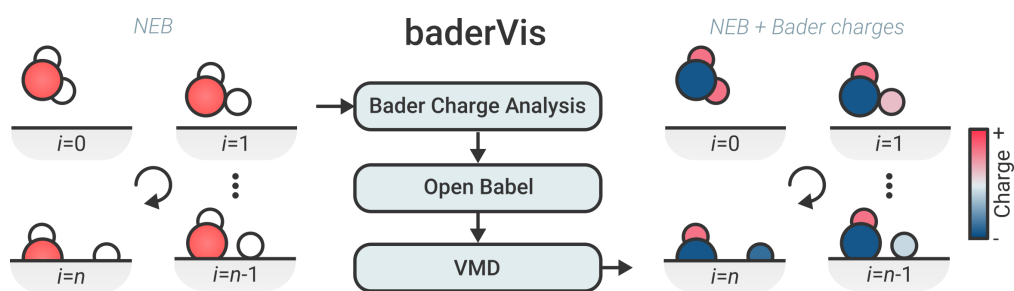 NEB
i=0
i=1
i=n
i=n-1
baderVis
Bader Charge Analysis
Open Babel
VMD
NEB + Bader charges
i=0
i=1
i=n
i=n-1
+
Charge
-